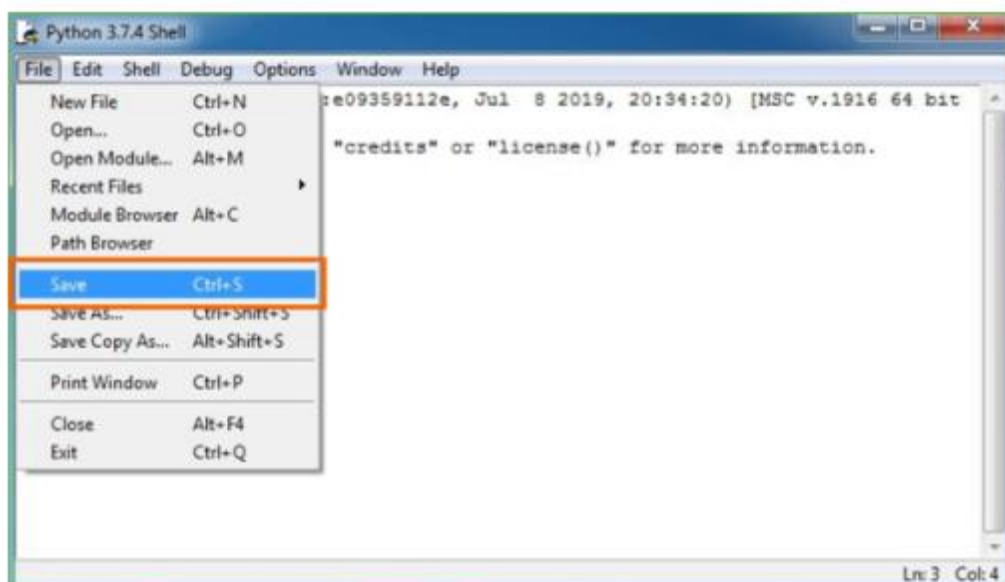 Python 3.7.4 Shell
File Edit Shell Debug Options Window Help
New File Ctrl+N
:e09359112e, Jul 8 2019, 20:34:20) [MSC v.1916 64 bit
Open... Ctrl+O
"credits" or "license()" for more information.
Open Module... Alt+M
Recent Files
Module Browser Alt+C
Path Browser
Save Ctrl+S
Save As... Ctrl+Shift+S
Save Copy As... Alt+Shift+S
Print Window Ctrl+P
Close Alt+F4
Exit Ctrl+Q
Ln: 3 Col: 4